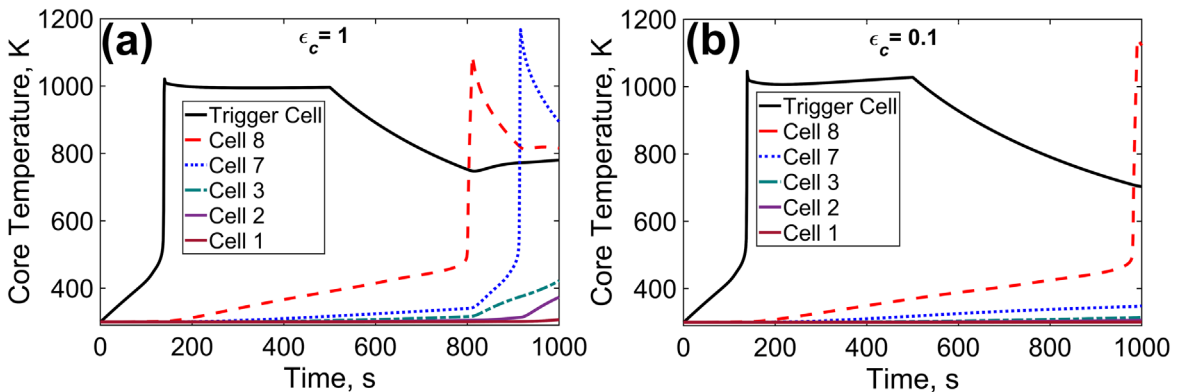 (a)
ϵc= 1
Core Temperature, K
1200
1000
800
600
400
Trigger Cell
Cell 8
Cell 7
Cell 3
Cell 2
Cell 1
0 200 400 600 800 1000
Time, s
(b)
ϵc= 0.1
Core Temperature, K
1200
1000
800
600
400
Trigger Cell
Cell 8
Cell 7
Cell 3
Cell 2
Cell 1
0 200 400 600 800 1000
Time, s